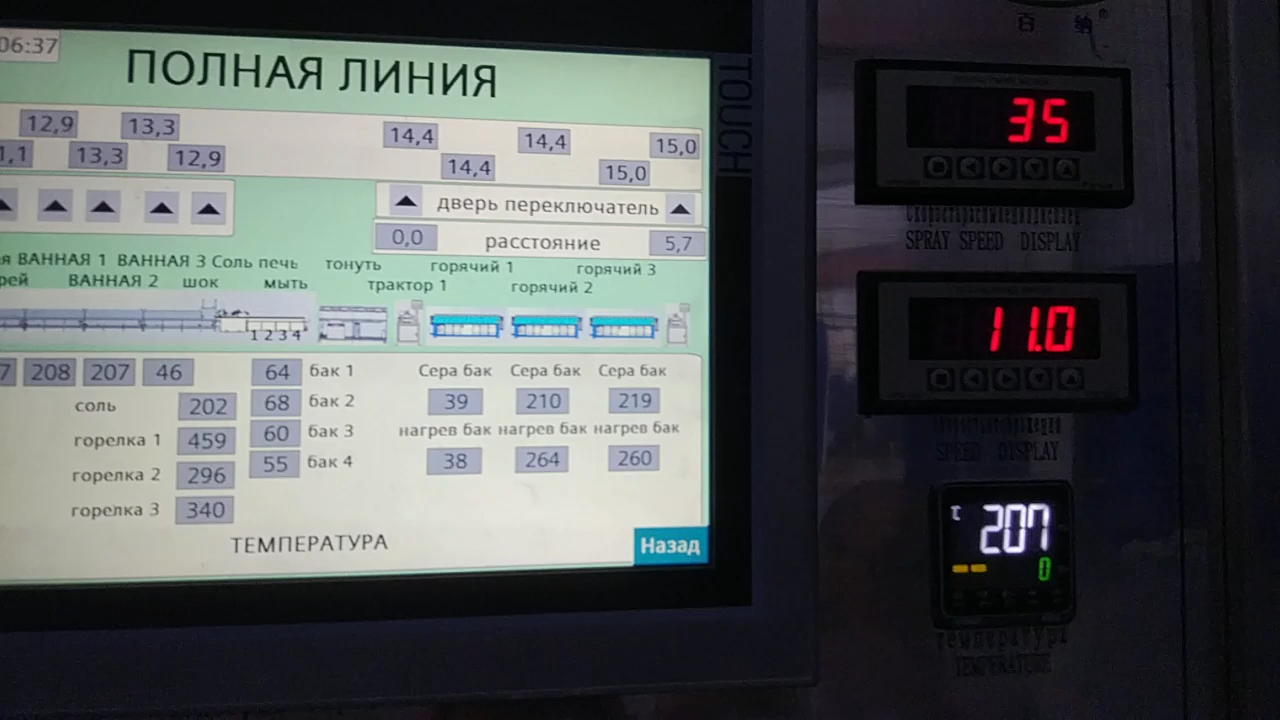 06:37
ПОЛНАЯ ЛИНИЯ
12,9 13,3 14,4 14,4 15,0
1,1 13,3 12,9 14,4 15,0
дверь переключатель
0,0 расстояние 5,7
я ВАННАЯ 1 ВАННАЯ 3 Соль печь тонуть горячий 1 горячий 3
рей ВАННАЯ 2 шок мыть трактор 1 горячий 2
1 2 3 4
7 208 207 46 64 бак 1 Сера бак Сера бак Сера бак
соль 202 68 бак 2 39 210 219
горелка 1 459 60 бак 3 нагрев бак нагрев бак нагрев бак
горелка 2 296 55 бак 4 38 264 260
горелка 3 340
ТЕМПЕРАТУРА
Назад
TOUCH
百 纳
35
SPRAY SPEED DISPLAY
11.0
SPEED DISPLAY
℃ 207
0
температура
TEMPERATURE